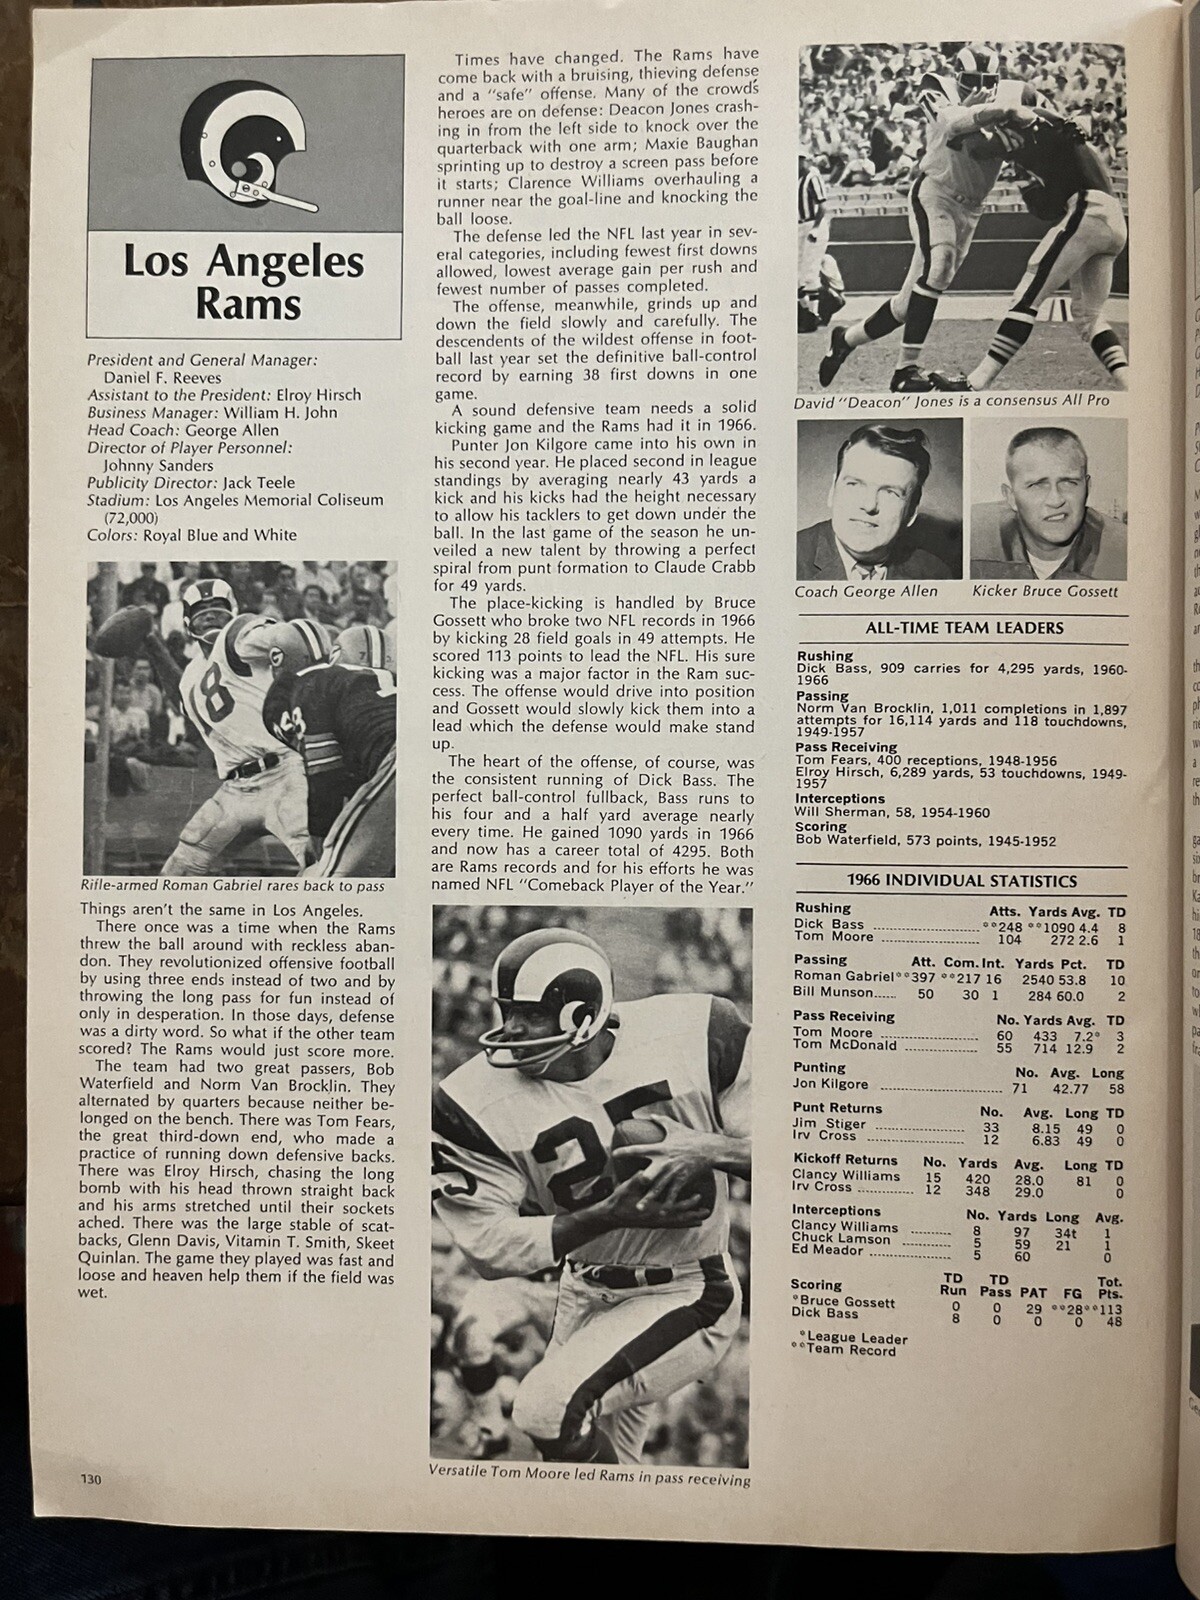 Los Angeles
Rams
President and General Manager:
Daniel F. Reeves
Assistant to the President: Elroy Hirsch
Business Manager: William H. John
Head Coach: George Allen
Director of Player Personnel:
Johnny Sanders
Publicity Director: Jack Teele
Stadium: Los Angeles Memorial Coliseum
(72,000)
Colors: Royal Blue and White
18
G
Rifle-armed Roman Gabriel rares back to pass
Things aren't the same in Los Angeles.
There once was a time when the Rams
threw the ball around with reckless aban-
don. They revolutionized offensive football
by using three ends instead of two and by
throwing the long pass for fun instead of
only in desperation. In those days, defense
was a dirty word. So what if the other team
scored? The Rams would just score more.
The team had two great passers, Bob
Waterfield and Norm Van Brocklin. They
alternated by quarters because neither be-
longed on the bench. There was Tom Fears,
the great third-down end, who made a
practice of running down defensive backs.
There was Elroy Hirsch, chasing the long
bomb with his head thrown straight back
and his arms stretched until their sockets
ached. There was the large stable of scat-
backs, Glenn Davis, Vitamin T. Smith, Skeet
Quinlan. The game they played was fast and
loose and heaven help them if the field was
wet.
130
Times have changed. The Rams have
come back with a bruising, thieving defense
and a "safe" offense. Many of the crowd's
heroes are on defense: Deacon Jones crash-
ing in from the left side to knock over the
quarterback with one arm; Maxie Baughan
sprinting up to destroy a screen pass before
it starts; Clarence Williams overhauling a
runner near the goal-line and knocking the
ball loose.
The defense led the NFL last year in sev-
eral categories, including fewest first downs
allowed, lowest average gain per rush and
fewest number of passes completed.
The offense, meanwhile, grinds up and
down the field slowly and carefully. The
descendents of the wildest offense in foot-
ball last year set the definitive ball-control
record by earning 38 first downs in one
game.
A sound defensive team needs a solid
kicking game and the Rams had it in 1966.
Punter Jon Kilgore came into his own in
his second year. He placed second in league
standings by averaging nearly 43 yards a
kick and his kicks had the height necessary
to allow his tacklers to get down under the
ball. In the last game of the season he un-
veiled a new talent by throwing a perfect
spiral from punt formation to Claude Crabb
for 49 yards.
The place-kicking is handled by Bruce
Gossett who broke two NFL records in 1966
by kicking 28 field goals in 49 attempts. He
scored 113 points to lead the NFL. His sure
kicking was a major factor in the Ram suc-
cess. The offense would drive into position
and Gossett would slowly kick them into a
lead which the defense would make stand
up.
The heart of the offense, of course, was
the consistent running of Dick Bass. The
perfect ball-control fullback, Bass runs to
his four and a half yard average nearly
every time. He gained 1090 yards in 1966
and now has a career total of 4295. Both
are Rams records and for his efforts he was
named NFL "Comeback Player of the Year."
25
Versatile Tom Moore led Rams in pass receiving
David "Deacon" Jones is a consensus All Pro
Coach George Allen
Kicker Bruce Gossett
ALL-TIME TEAM LEADERS
Rushing
Dick Bass, 909 carries for 4,295 yards, 1960-
1966
Passing
Norm Van Brocklin, 1,011 completions in 1,897
attempts for 16,114 yards and 118 touchdowns,
1949-1957
Pass Receiving
Tom Fears, 400 receptions, 1948-1956
Elroy Hirsch, 6,289 yards, 53 touchdowns, 1949-
1957
Interceptions
Will Sherman, 58, 1954-1960
Scoring
Bob Waterfield, 573 points, 1945-1952
1966 INDIVIDUAL STATISTICS
Rushing Atts. Yards Avg. TD
Dick Bass **248 **1090 4.4 8
Tom Moore 104 272 2.6 1
Passing Att. Com. Int. Yards Pct. TD
Roman Gabriel **397 **217 16 2540 53.8 10
Bill Munson 50 30 1 284 60.0 2
Pass Receiving No. Yards Avg. TD
Tom Moore 60 433 7.2* 3
Tom McDonald 55 714 12.9 2
Punting No. Avg. Long
Jon Kilgore 71 42.77 58
Punt Returns No. Avg. Long TD
Jim Stiger 33 8.15 49 0
Irv Cross 12 6.83 49 0
Kickoff Returns No. Yards Avg. Long TD
Clancy Williams 15 420 28.0 81 0
Irv Cross 12 348 29.0 0
Interceptions No. Yards Long Avg.
Clancy Williams 8 97 34t 1
Chuck Lamson 5 59 21 1
Ed Meador 5 60 0
Scoring TD Run TD Pass PAT FG Tot. Pts.
*Bruce Gossett 0 0 29 **28 **113
Dick Bass 8 0 0 0 48
*League Leader
**Team Record